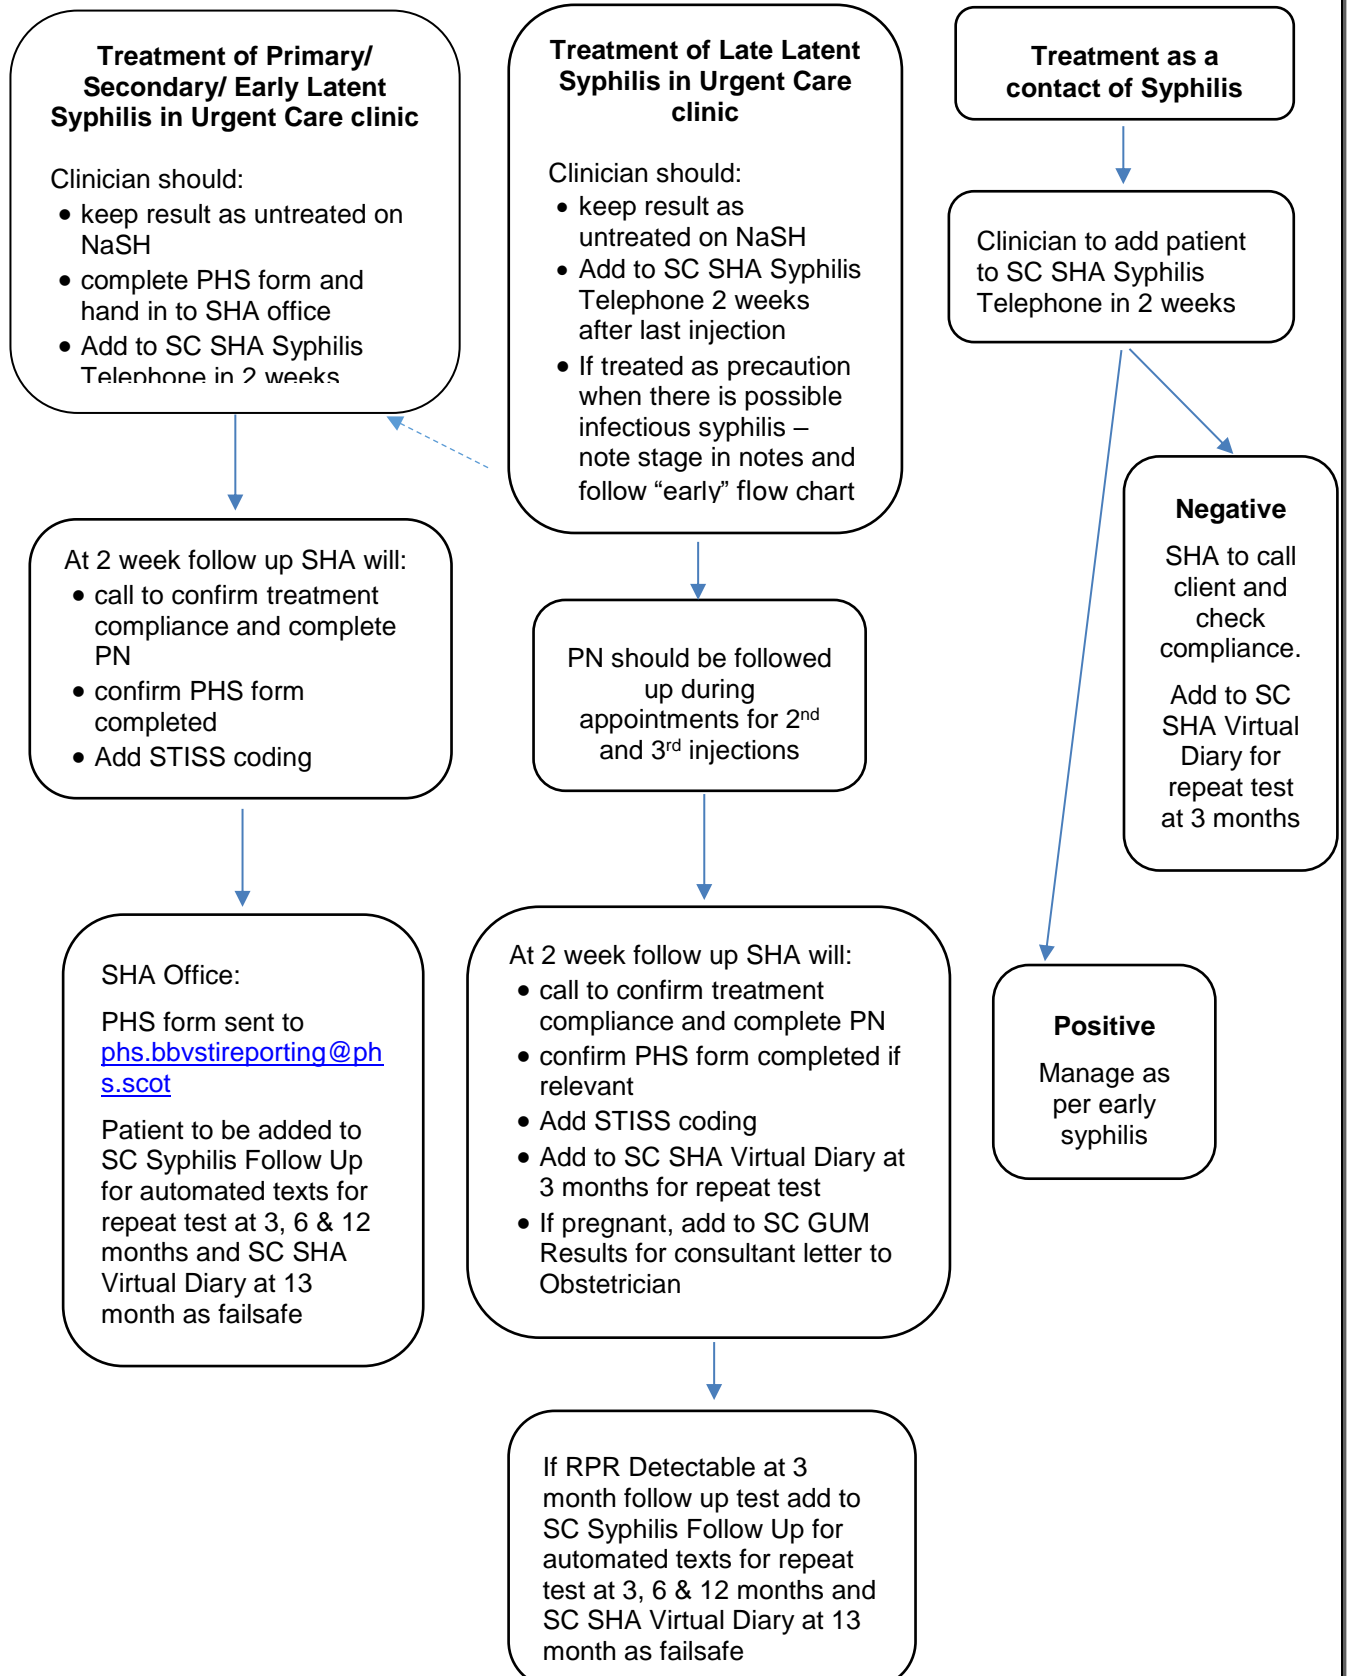 Treatment of Primary/
Secondary/ Early Latent
Syphilis in Urgent Care clinic
Clinician should:
• keep result as untreated on
NaSH
• complete PHS form and
hand in to SHA office
• Add to SC SHA Syphilis
Telephone in 2 weeks
At 2 week follow up SHA will:
• call to confirm treatment
compliance and complete
PN
• confirm PHS form
completed
• Add STISS coding
SHA Office:
PHS form sent to
phs.bbvstireporting@ph
s.scot
Patient to be added to
SC Syphilis Follow Up
for automated texts for
repeat test at 3, 6 & 12
months and SC SHA
Virtual Diary at 13
month as failsafe
Treatment of Late Latent
Syphilis in Urgent Care
clinic
Clinician should:
• keep result as
untreated on NaSH
• Add to SC SHA Syphilis
Telephone 2 weeks
after last injection
• If treated as precaution
when there is possible
infectious syphilis –
note stage in notes and
follow “early” flow chart
PN should be followed
up during
appointments for 2nd
and 3rd injections
At 2 week follow up SHA will:
• call to confirm treatment
compliance and complete PN
• confirm PHS form completed if
relevant
• Add STISS coding
• Add to SC SHA Virtual Diary at
3 months for repeat test
• If pregnant, add to SC GUM
Results for consultant letter to
Obstetrician
If RPR Detectable at 3
month follow up test add to
SC Syphilis Follow Up for
automated texts for repeat
test at 3, 6 & 12 months and
SC SHA Virtual Diary at 13
month as failsafe
Treatment as a
contact of Syphilis
Clinician to add patient
to SC SHA Syphilis
Telephone in 2 weeks
Negative
SHA to call
client and
check
compliance.
Add to SC
SHA Virtual
Diary for
repeat test
at 3 months
Positive
Manage as
per early
syphilis